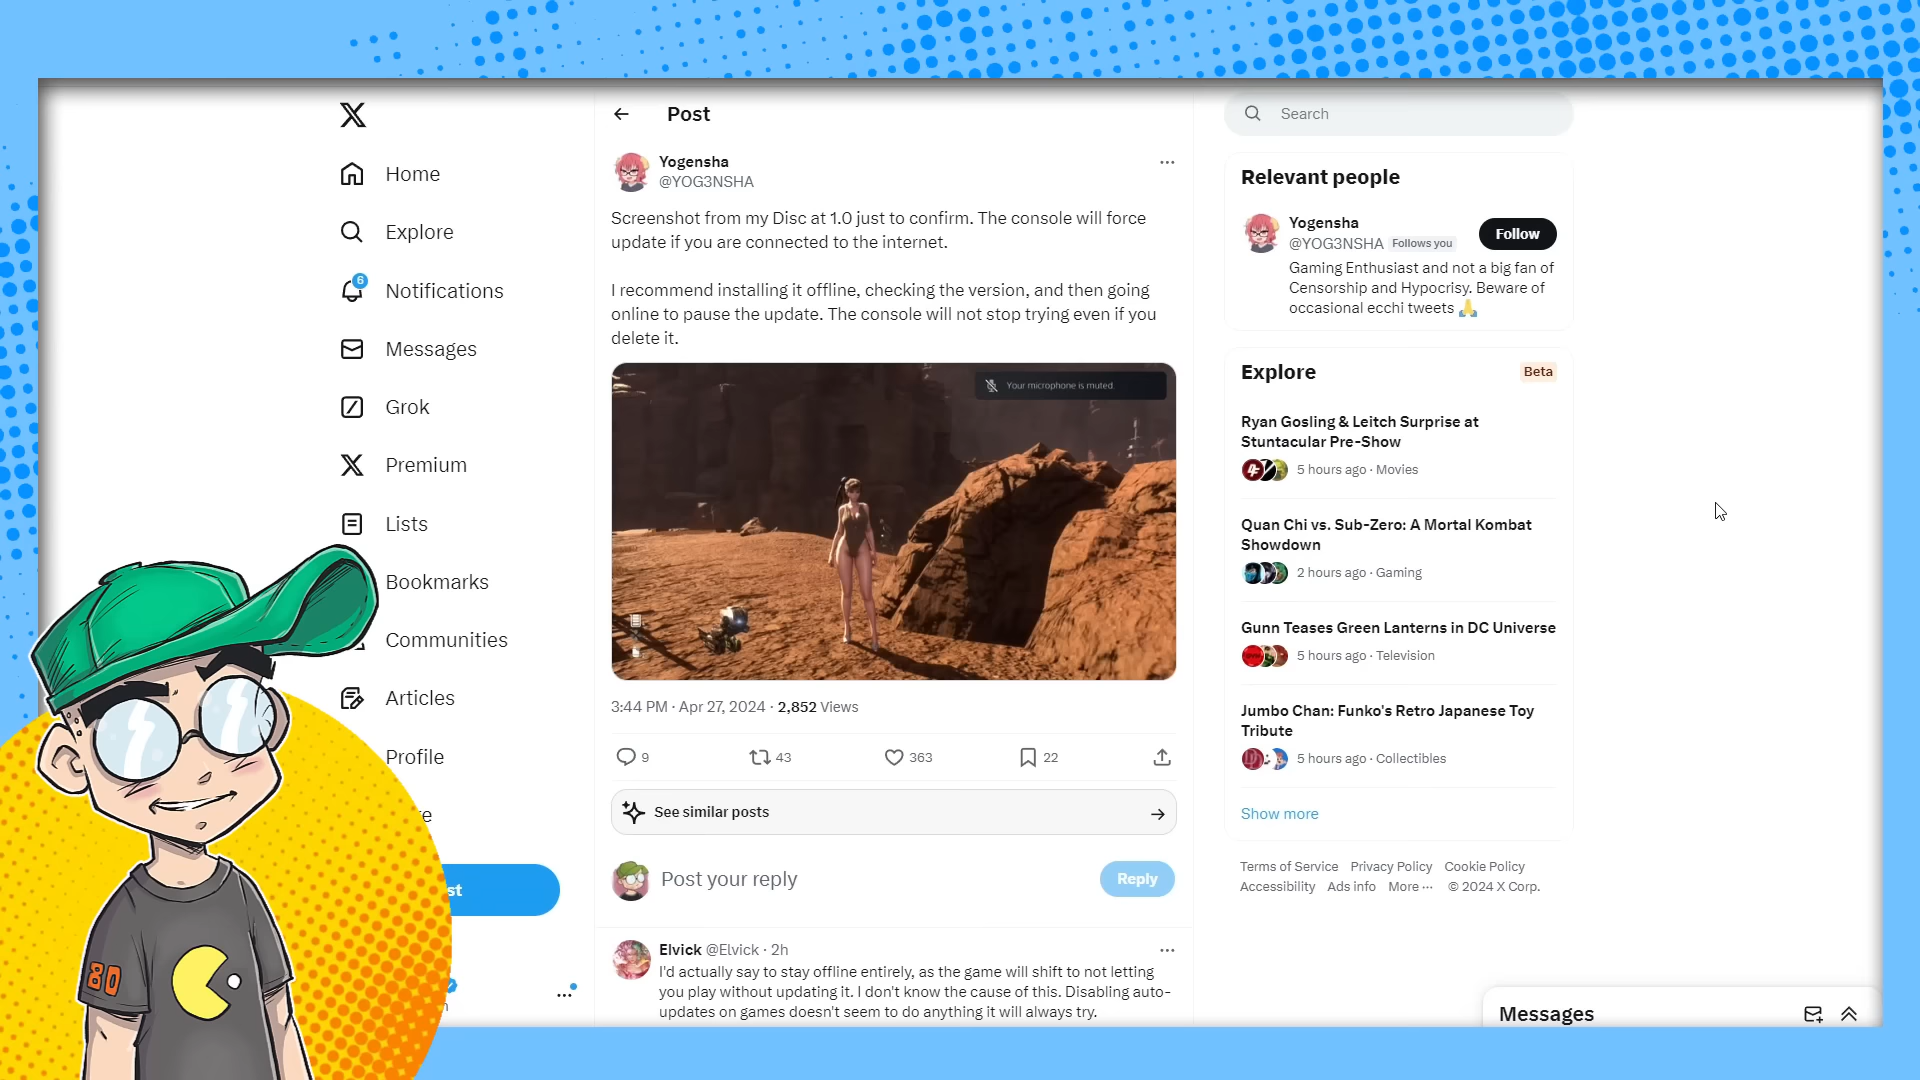 Home
Explore
6
Notifications
Messages
Grok
Premium
Lists
Bookmarks
Communities
Articles
Profile
80
Post
Yogensha
@YOG3NSHA
Screenshot from my Disc at 1.0 just to confirm. The console will force
update if you are connected to the internet.
I recommend installing it offline, checking the version, and then going
online to pause the update. The console will not stop trying even if you
delete it.
Your microphone is muted.
3:44 PM · Apr 27, 2024 · 2,852 Views
9
43
363
22
See similar posts
Post your reply
Reply
Elvick @Elvick · 2h
I'd actually say to stay offline entirely, as the game will shift to not letting
you play without updating it. I don't know the cause of this. Disabling auto-
updates on games doesn't seem to do anything it will always try.
Search
Relevant people
Yogensha
@YOG3NSHA Follows you
Follow
Gaming Enthusiast and not a big fan of
Censorship and Hypocrisy. Beware of
occasional ecchi tweets 🙏
Explore
Beta
Ryan Gosling & Leitch Surprise at
Stuntacular Pre-Show
5 hours ago · Movies
Quan Chi vs. Sub-Zero: A Mortal Kombat
Showdown
2 hours ago · Gaming
Gunn Teases Green Lanterns in DC Universe
5 hours ago · Television
Jumbo Chan: Funko's Retro Japanese Toy
Tribute
5 hours ago · Collectibles
Show more
Terms of Service Privacy Policy Cookie Policy
Accessibility Ads info More ··· © 2024 X Corp.
Messages